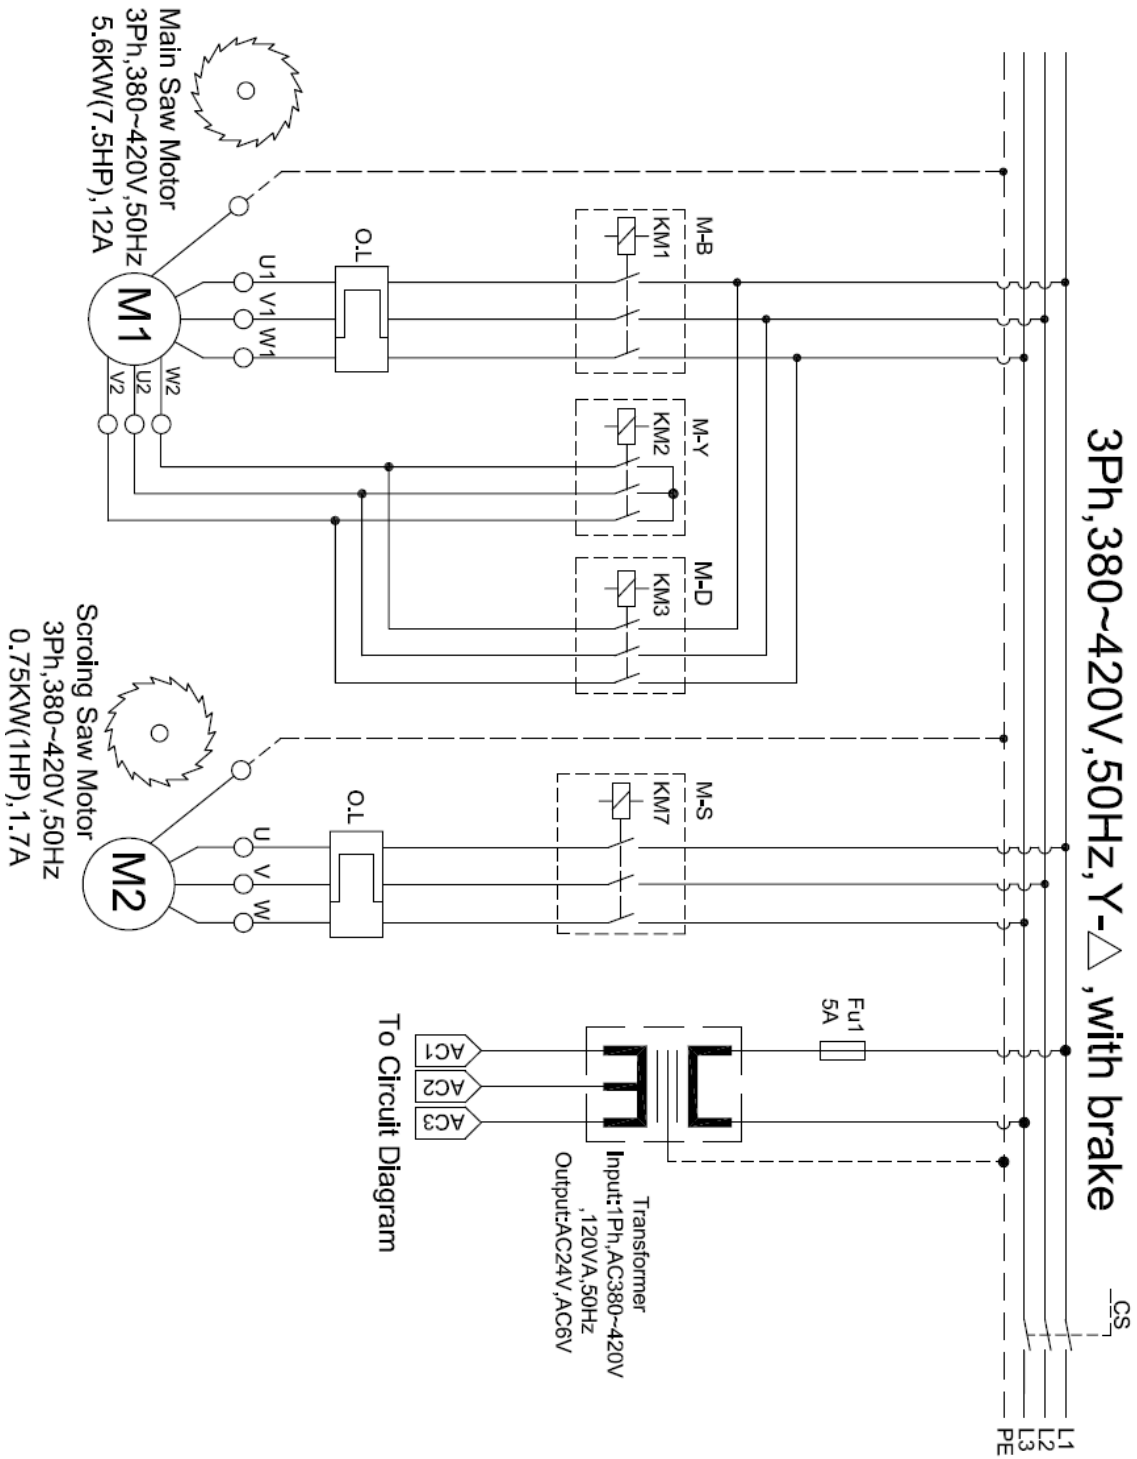 3Ph,380~420V,50Hz,Y-△ ,with brake
CS
L1
L2
L3
PE
M-B
KM1
M-Y
KM2
M-D
KM3
M-S
KM7
Fu1
5A
O.L
O.L
Transformer
Input:1Ph,AC380~420V
,120VA,50Hz
Output:AC24V,AC6V
U1
V1
W1
W2
U2
V2
U
V
W
AC1
AC2
AC3
To Circuit Diagram
M1
M2
Main Saw Motor
3Ph,380~420V,50Hz
5.6KW(7.5HP),12A
Scroing Saw Motor
3Ph,380~420V,50Hz
0.75KW(1HP),1.7A